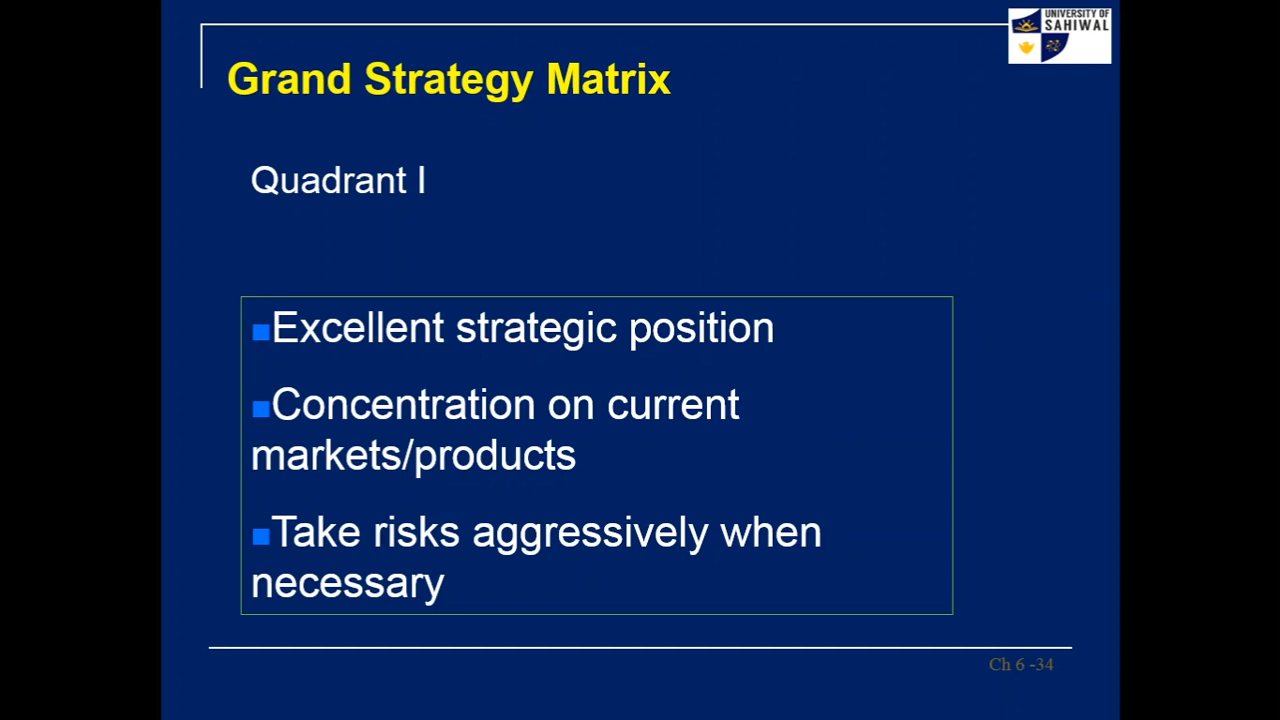 UNIVERSITY OF
SAHIWAL
Grand Strategy Matrix
Quadrant I
Excellent strategic position
Concentration on current
markets/products
Take risks aggressively when
necessary
Ch 6 -34